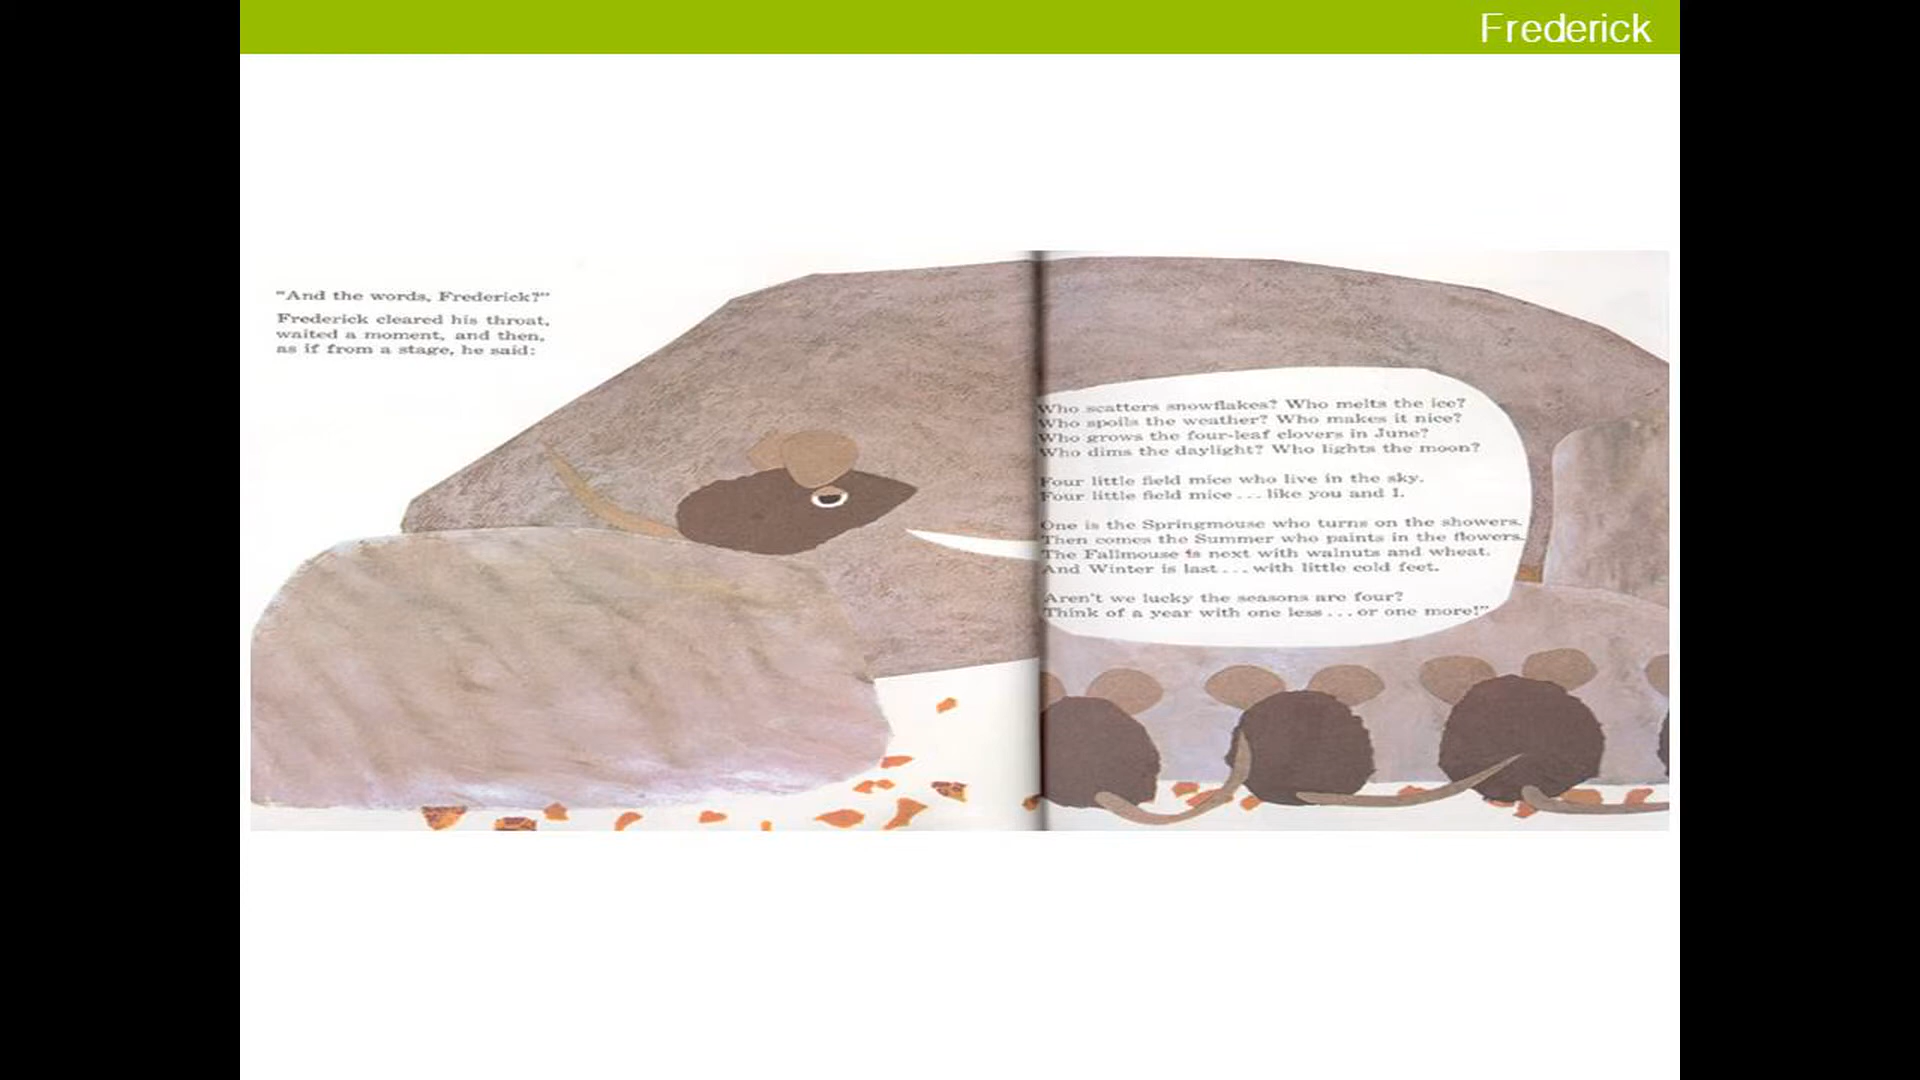 Frederick
"And the words, Frederick?"
Frederick cleared his throat,
waited a moment, and then,
as if from a stage, he said:
Who scatters snowflakes? Who melts the ice?
Who spoils the weather? Who makes it nice?
Who grows the four-leaf clovers in June?
Who dims the daylight? Who lights the moon?
Four little field mice who live in the sky.
Four little field mice . . . like you and I.
One is the Springmouse who turns on the showers.
Then comes the Summer who paints in the flowers.
The Fallmouse is next with walnuts and wheat.
And Winter is last . . . with little cold feet.
Aren't we lucky the seasons are four?
Think of a year with one less . . . or one more!"